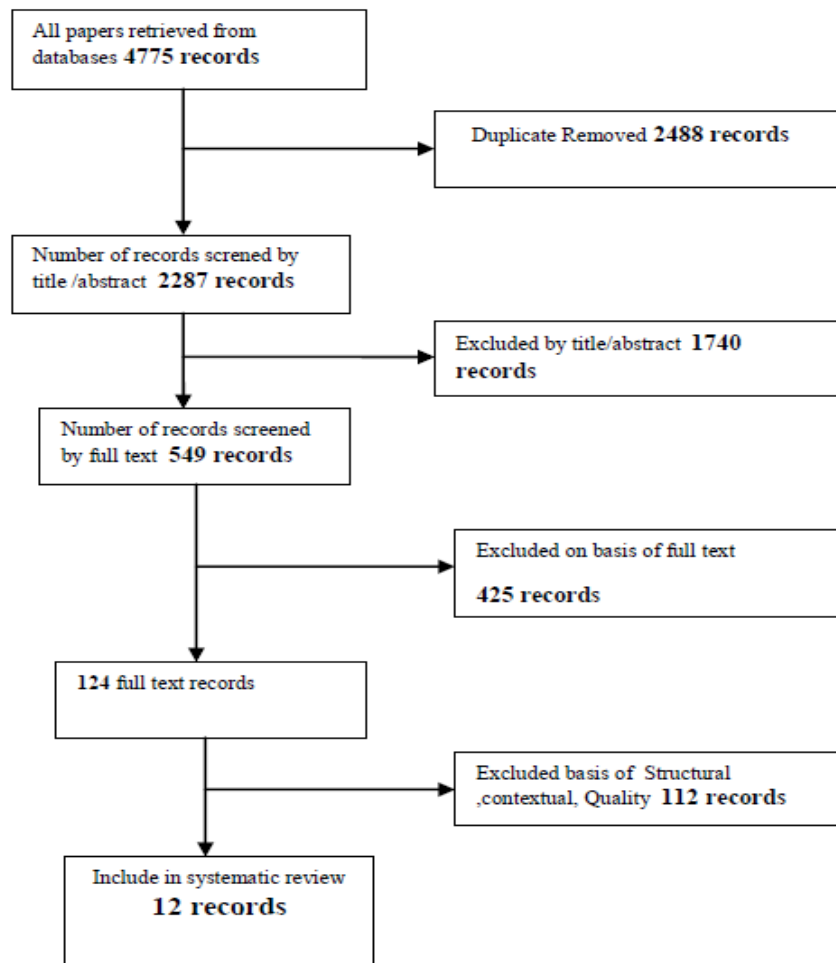 All papers retrieved from
databases 4775 records
Duplicate Removed 2488 records
Number of records screned by
title /abstract 2287 records
Excluded by title/abstract 1740
records
Number of records screened
by full text 549 records
Excluded on basis of full text
425 records
124 full text records
Excluded basis of Structural
,contextual, Quality 112 records
Include in systematic review
12 records